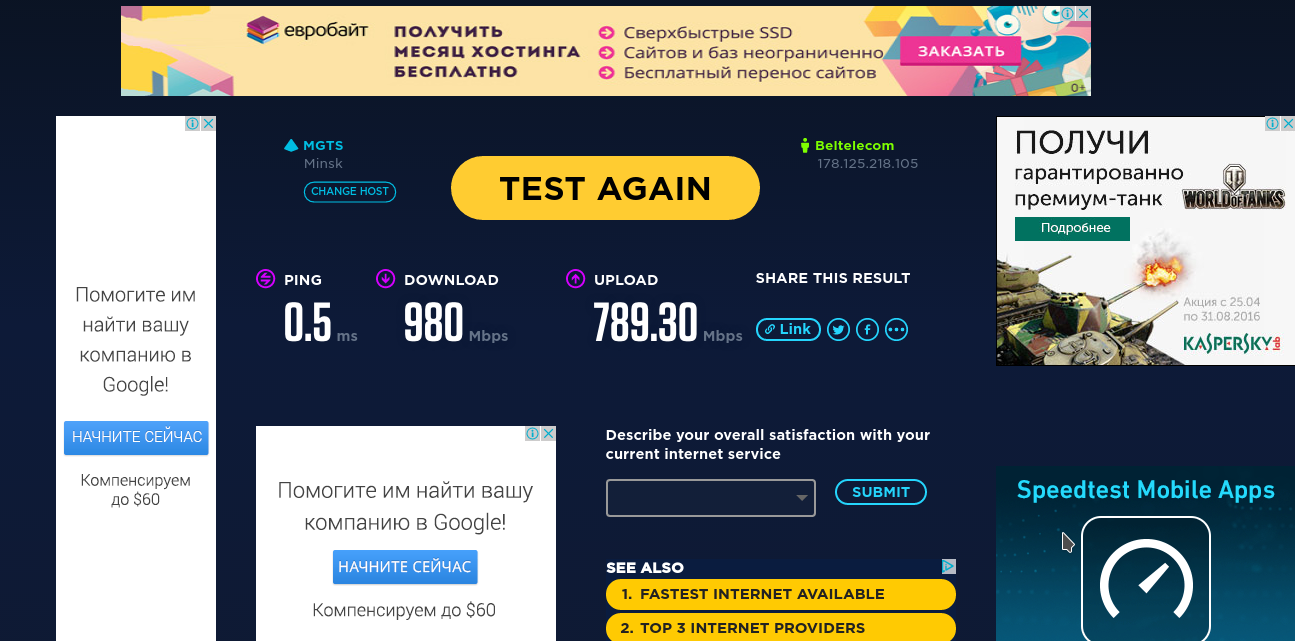 евробайт
ПОЛУЧИТЬ
МЕСЯЦ ХОСТИНГА
БЕСПЛАТНО
Сверхбыстрые SSD
Сайтов и баз неограниченно
Бесплатный перенос сайтов
ЗАКАЗАТЬ
0+
MGTS
Minsk
CHANGE HOST
TEST AGAIN
Beltelecom
178.125.218.105
PING
0.5 ms
DOWNLOAD
980 Mbps
UPLOAD
789.30 Mbps
SHARE THIS RESULT
Link
Помогите им
найти вашу
компанию в
Google!
НАЧНИТЕ СЕЙЧАС
Компенсируем
до $60
Помогите им найти вашу
компанию в Google!
НАЧНИТЕ СЕЙЧАС
Компенсируем до $60
Describe your overall satisfaction with your
current internet service
SUBMIT
SEE ALSO
1. FASTEST INTERNET AVAILABLE
2. TOP 3 INTERNET PROVIDERS
ПОЛУЧИ
гарантированно
премиум-танк
WORLD OF TANKS
Подробнее
Акция с 25.04
по 31.08.2016
KASPERSKY
Speedtest Mobile Apps